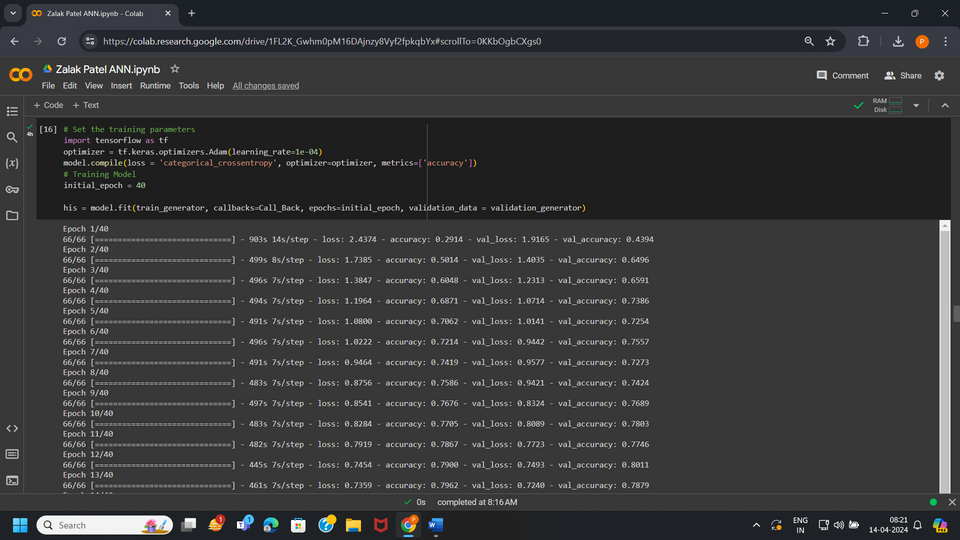 Zalak Patel ANN.ipynb - Colab
https://colab.research.google.com/drive/1FL2K_Gwhm0pM16DAjnzy8Vyf2fpkqbYx#scrollTo=0KKbOgbCXgs0
P
Zalak Patel ANN.ipynb
File Edit View Insert Runtime Tools Help All changes saved
Comment Share
+ Code + Text
RAM
Disk
4h
[16] # Set the training parameters
import tensorflow as tf
optimizer = tf.keras.optimizers.Adam(learning_rate=1e-04)
model.compile(loss = 'categorical_crossentropy', optimizer=optimizer, metrics=['accuracy'])
# Training Model
initial_epoch = 40
his = model.fit(train_generator, callbacks=Call_Back, epochs=initial_epoch, validation_data = validation_generator)
Epoch 1/40
66/66 [==============================] - 903s 14s/step - loss: 2.4374 - accuracy: 0.2914 - val_loss: 1.9165 - val_accuracy: 0.4394
Epoch 2/40
66/66 [==============================] - 499s 8s/step - loss: 1.7385 - accuracy: 0.5014 - val_loss: 1.4035 - val_accuracy: 0.6496
Epoch 3/40
66/66 [==============================] - 496s 7s/step - loss: 1.3847 - accuracy: 0.6048 - val_loss: 1.2313 - val_accuracy: 0.6591
Epoch 4/40
66/66 [==============================] - 494s 7s/step - loss: 1.1964 - accuracy: 0.6871 - val_loss: 1.0714 - val_accuracy: 0.7386
Epoch 5/40
66/66 [==============================] - 491s 7s/step - loss: 1.0800 - accuracy: 0.7062 - val_loss: 1.0141 - val_accuracy: 0.7254
Epoch 6/40
66/66 [==============================] - 496s 7s/step - loss: 1.0222 - accuracy: 0.7214 - val_loss: 0.9442 - val_accuracy: 0.7557
Epoch 7/40
66/66 [==============================] - 491s 7s/step - loss: 0.9464 - accuracy: 0.7419 - val_loss: 0.9577 - val_accuracy: 0.7273
Epoch 8/40
66/66 [==============================] - 483s 7s/step - loss: 0.8756 - accuracy: 0.7586 - val_loss: 0.9421 - val_accuracy: 0.7424
Epoch 9/40
66/66 [==============================] - 497s 7s/step - loss: 0.8541 - accuracy: 0.7676 - val_loss: 0.8324 - val_accuracy: 0.7689
Epoch 10/40
66/66 [==============================] - 483s 7s/step - loss: 0.8284 - accuracy: 0.7705 - val_loss: 0.8089 - val_accuracy: 0.7803
Epoch 11/40
66/66 [==============================] - 482s 7s/step - loss: 0.7919 - accuracy: 0.7867 - val_loss: 0.7723 - val_accuracy: 0.7746
Epoch 12/40
66/66 [==============================] - 445s 7s/step - loss: 0.7454 - accuracy: 0.7900 - val_loss: 0.7493 - val_accuracy: 0.8011
Epoch 13/40
66/66 [==============================] - 461s 7s/step - loss: 0.7359 - accuracy: 0.7962 - val_loss: 0.7240 - val_accuracy: 0.7879
0s completed at 8:16 AM
Search
ENG
IN
08:21
14-04-2024